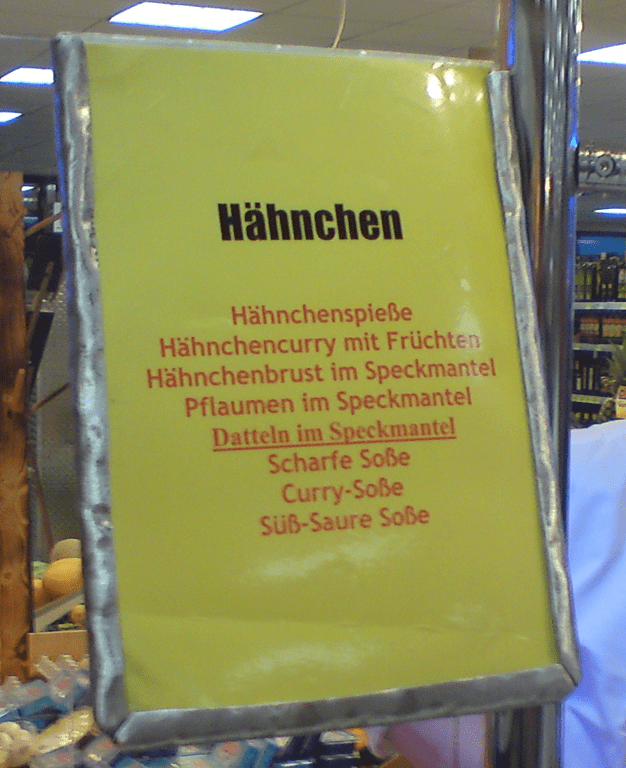 Hähnchen
Hähnchenspieße
Hähnchencurry mit Früchten
Hähnchenbrust im Speckmantel
Pflaumen im Speckmantel
Datteln im Speckmantel
Scharfe Soße
Curry-Soße
Süß-Saure Soße